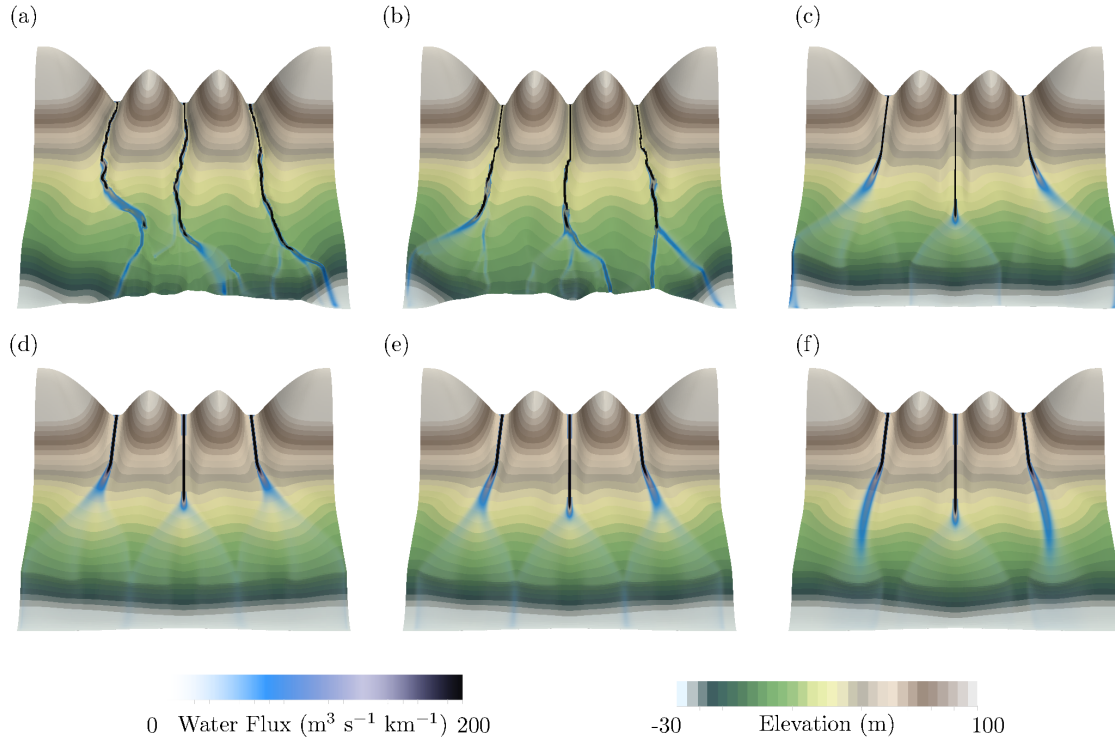 (a) (b) (c)
(d) (e) (f)
0 Water Flux (m³ s⁻¹ km⁻¹) 200
-30 Elevation (m) 100